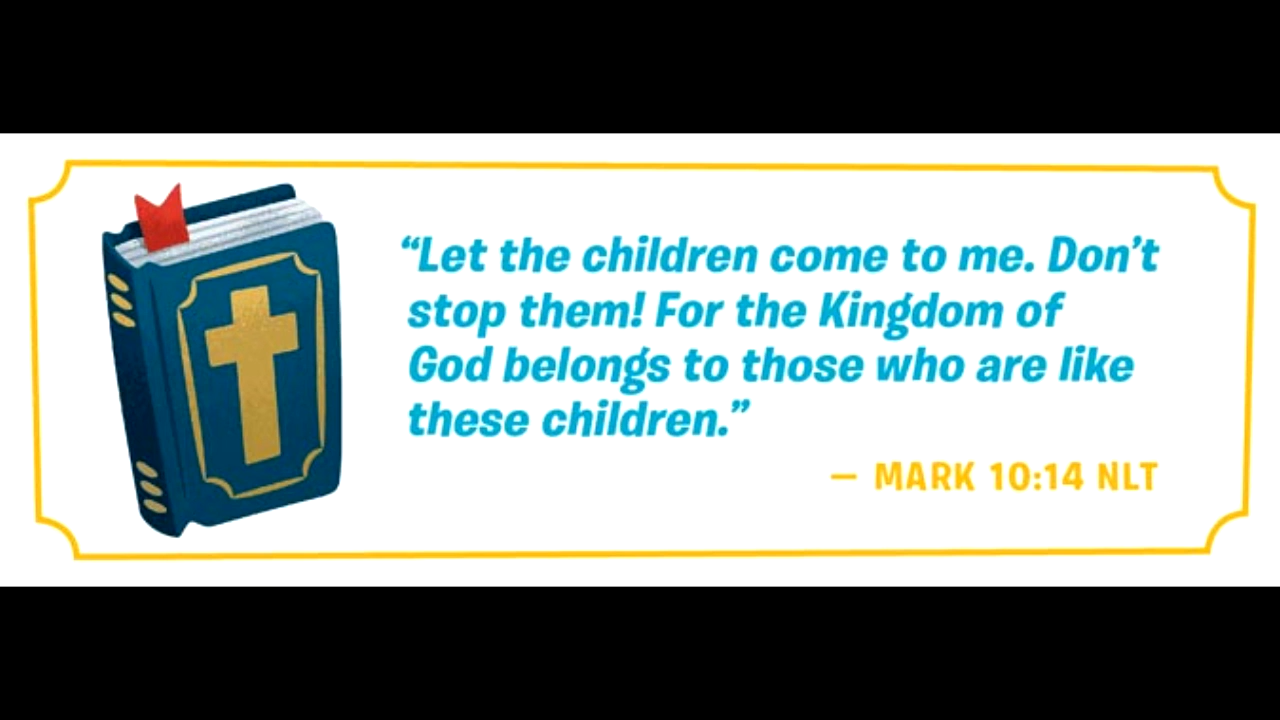 “Let the children come to me. Don’t
stop them! For the Kingdom of
God belongs to those who are like
these children.”
– MARK 10:14 NLT